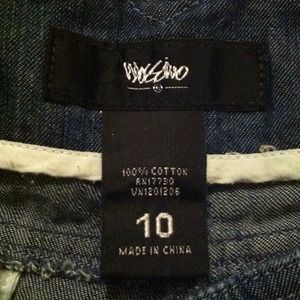 mossimo
100% COTTON
RN17730
VN1201206
10
MADE IN CHINA